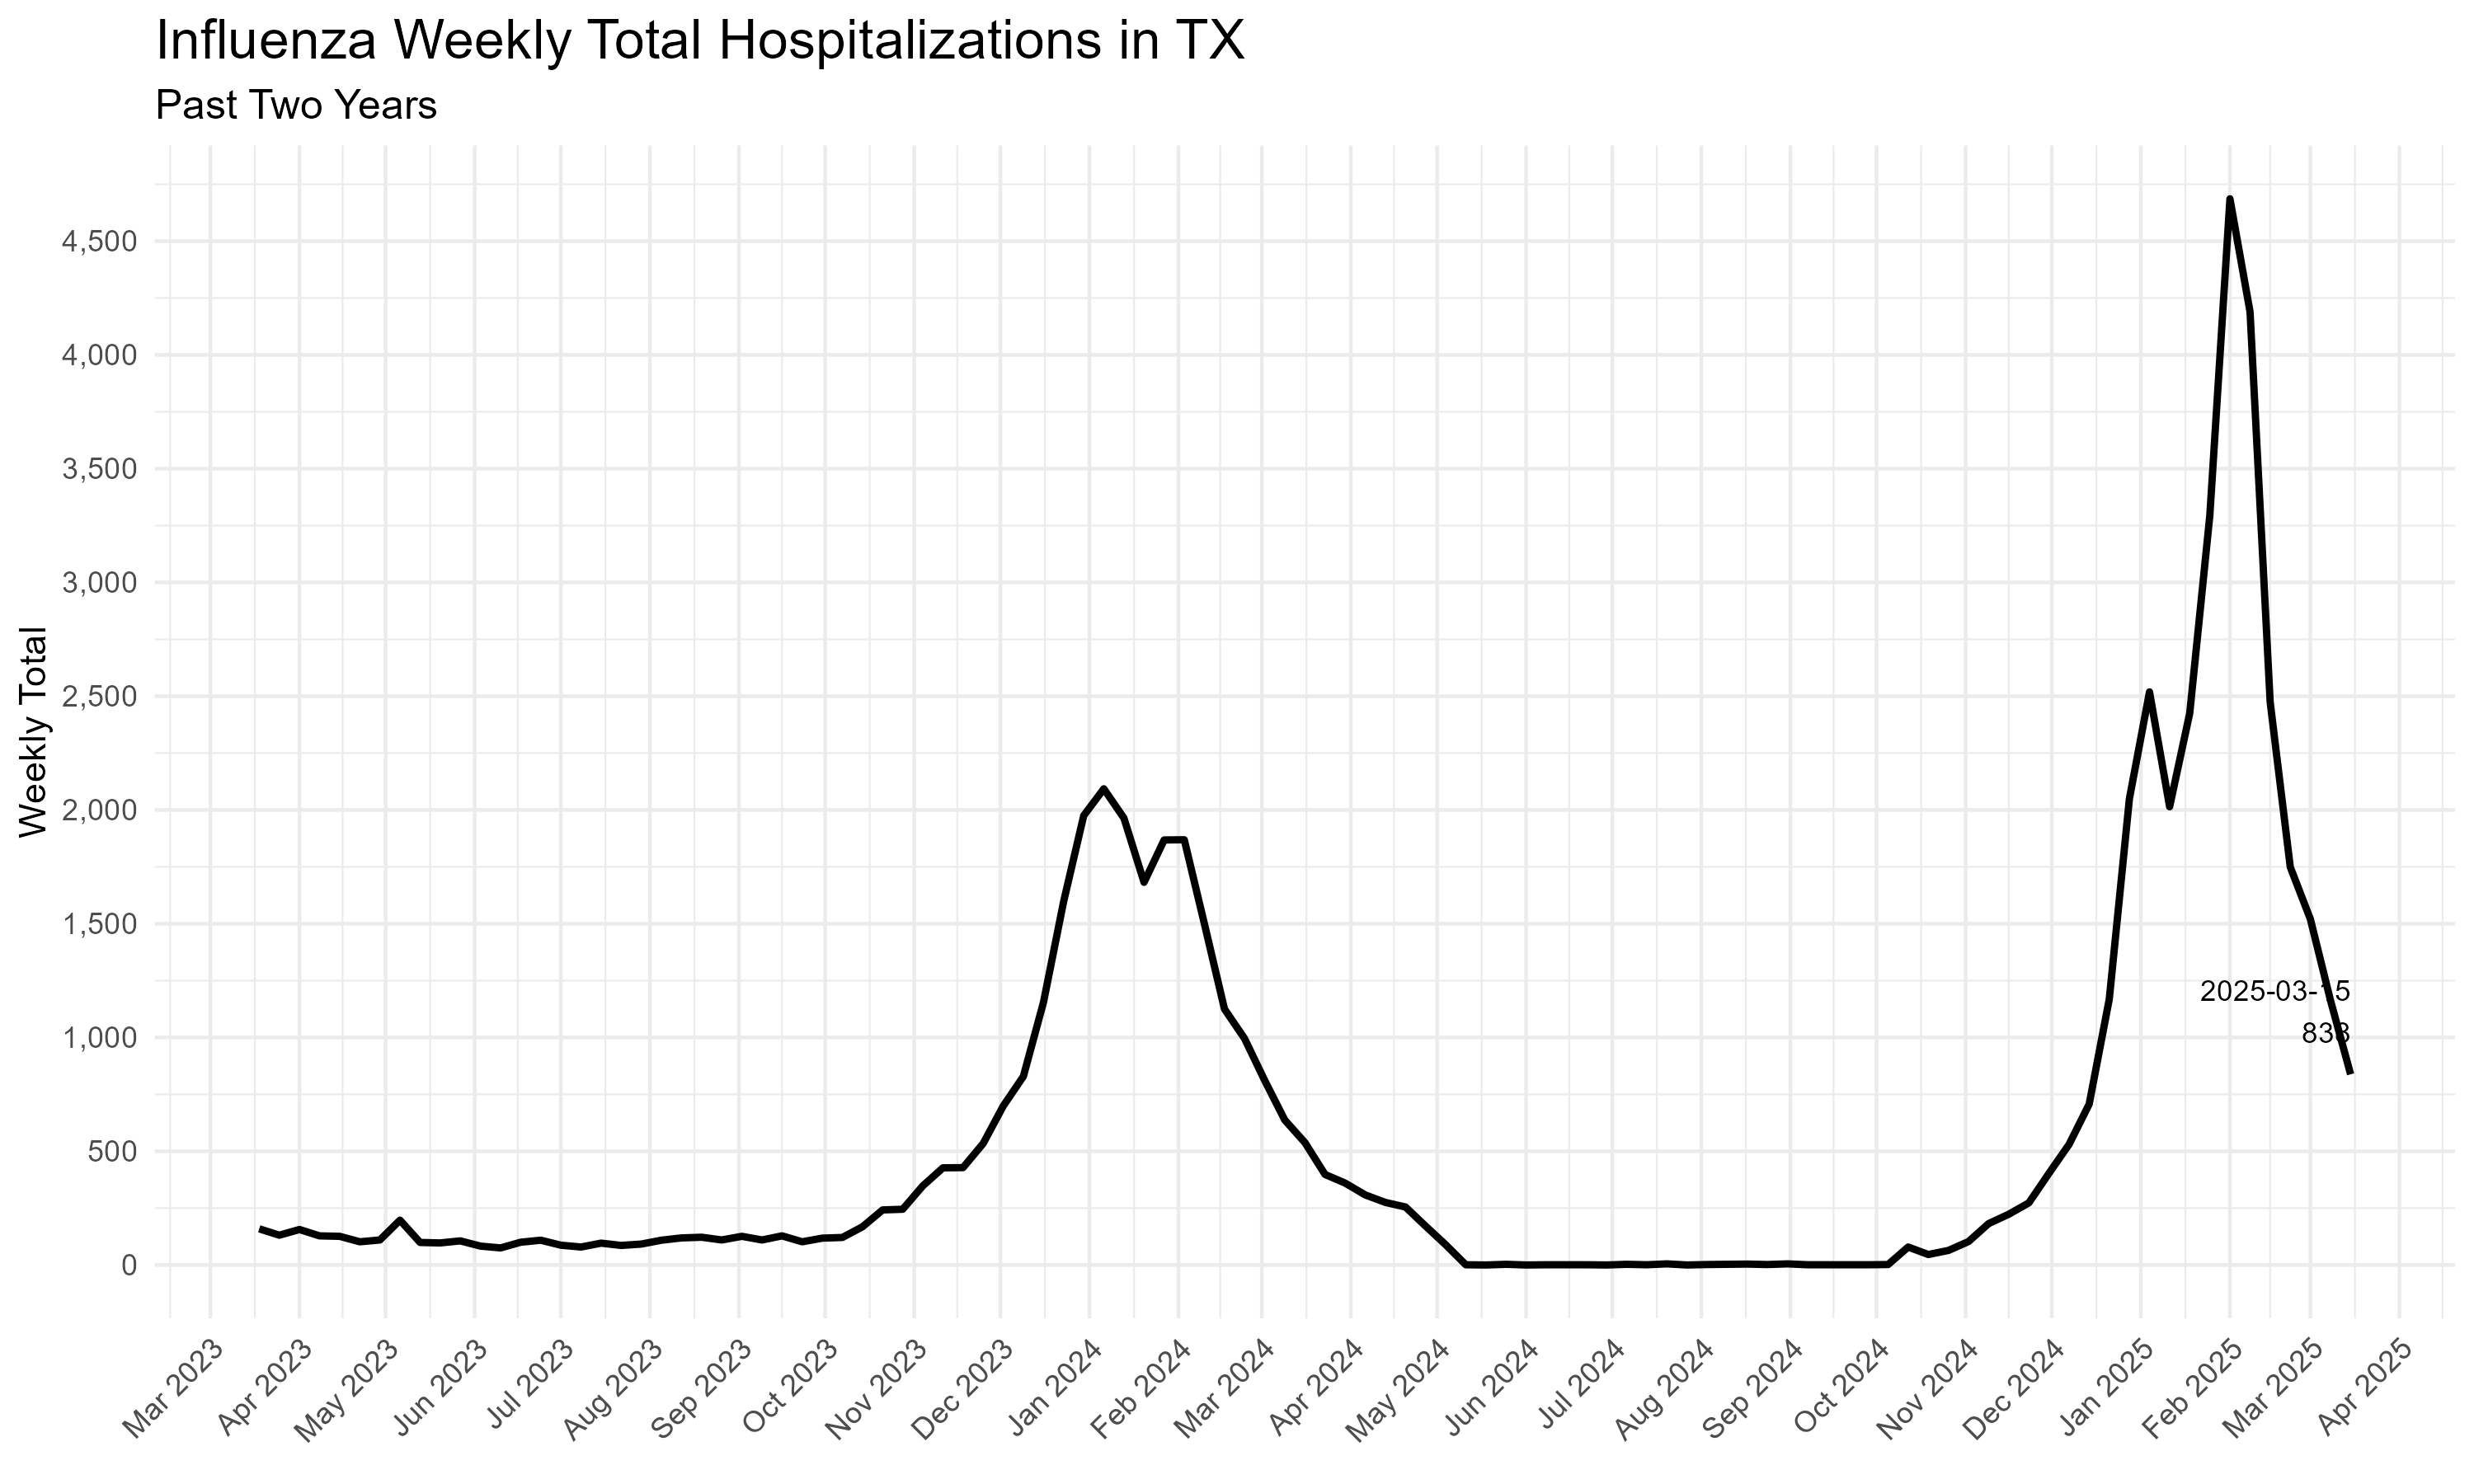 Influenza Weekly Total Hospitalizations in TX
Past Two Years
Weekly Total
4,500
4,000
3,500
3,000
2,500
2,000
1,500
1,000
500
0
2025-03-15
Mar 2023
Apr 2023
May 2023
Jun 2023
Jul 2023
Aug 2023
Sep 2023
Oct 2023
Nov 2023
Dec 2023
Jan 2024
Feb 2024
Mar 2024
Apr 2024
May 2024
Jun 2024
Jul 2024
Aug 2024
Sep 2024
Oct 2024
Nov 2024
Dec 2024
Jan 2025
Feb 2025
Mar 2025
Apr 2025